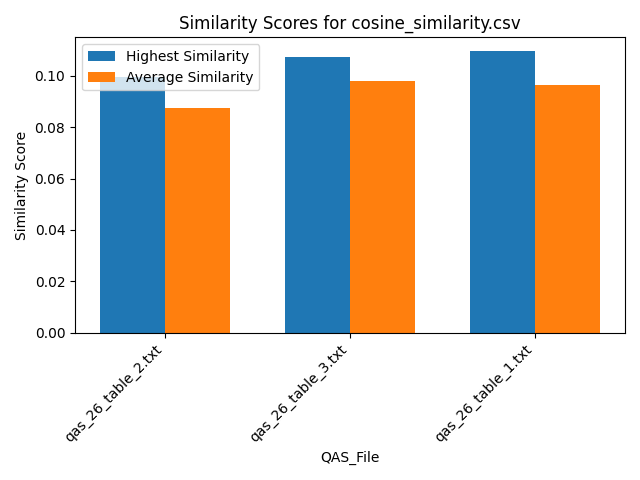 Similarity Scores for cosine_similarity.csv
Highest Similarity
Average Similarity
Similarity Score
0.10
0.08
0.06
0.04
0.02
0.00
qas_26_table_2.txt
qas_26_table_3.txt
qas_26_table_1.txt
QAS_File